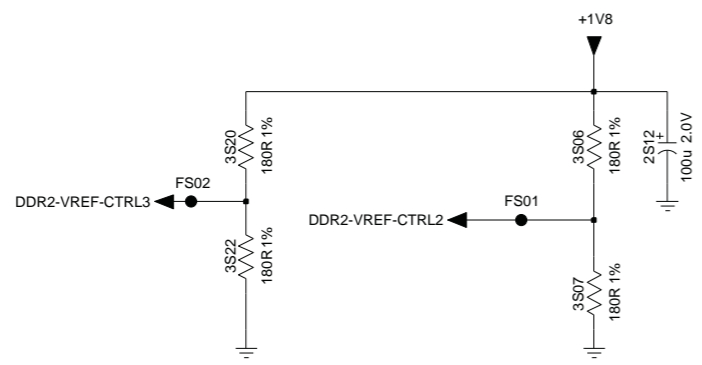 +1V8
3S20
180R 1%
3S06
180R 1%
2S12
+
100u 2.0V
FS02
DDR2-VREF-CTRL3
FS01
DDR2-VREF-CTRL2
3S22
180R 1%
3S07
180R 1%